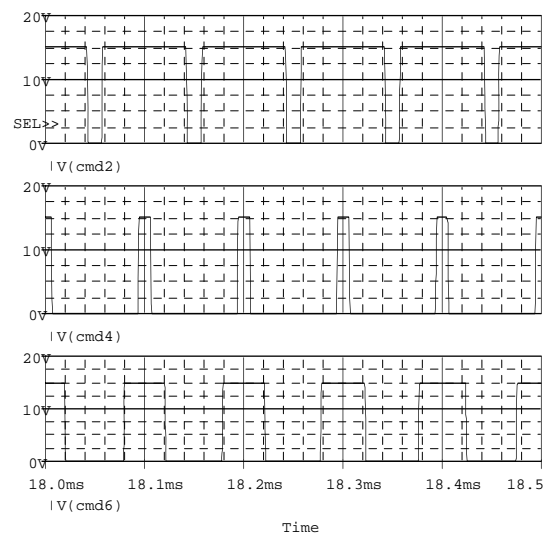 20V
10V
SEL>>
0V
V(cmd2)
20V
10V
0V
V(cmd4)
20V
10V
0V
18.0ms 18.1ms 18.2ms 18.3ms 18.4ms 18.5
V(cmd6)
Time